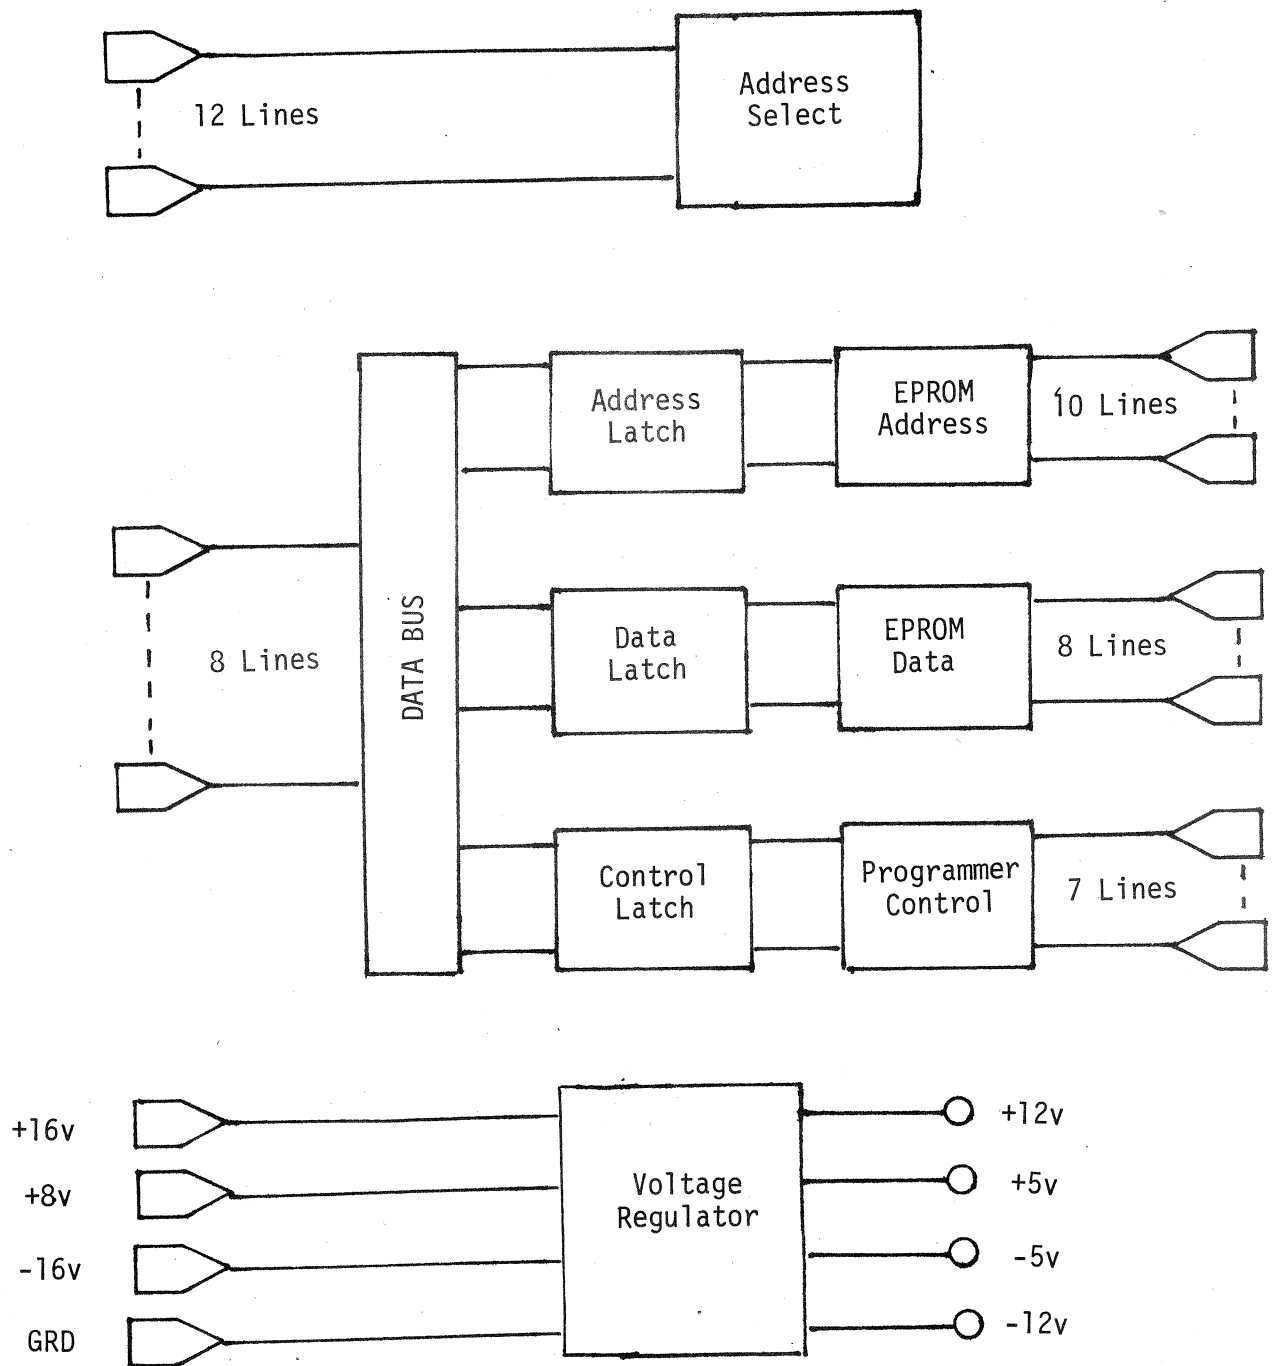 Address
Select
12 Lines
DATA BUS
Address
Latch
EPROM
Address
10 Lines
8 Lines
Data
Latch
EPROM
Data
8 Lines
Control
Latch
Programmer
Control
7 Lines
+16v
+8v
-16v
GRD
Voltage
Regulator
+12v
+5v
-5v
-12v